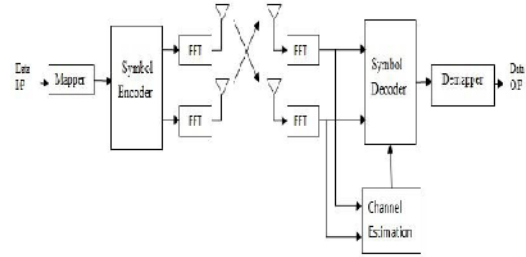 Data
I/P
Mapper
Symbol
Encoder
FFT
FFT
FFT
FFT
Symbol
Decoder
Demapper
Data
O/P
Channel
Estimation